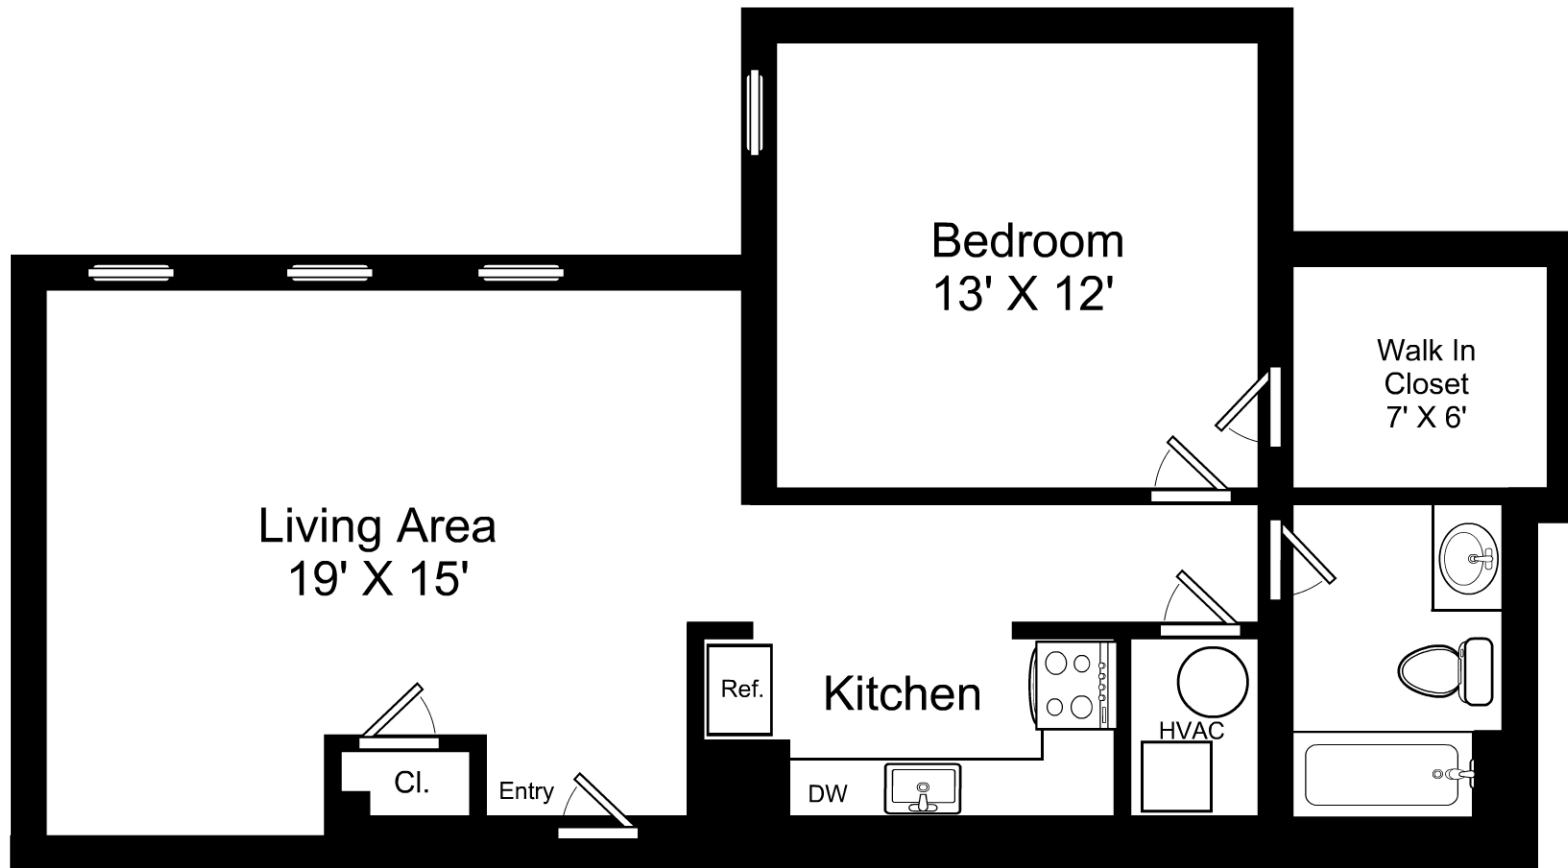 Bedroom
13' X 12'
Walk In
Closet
7' X 6'
Living Area
19' X 15'
Ref.
Kitchen
HVAC
Cl.
Entry
DW